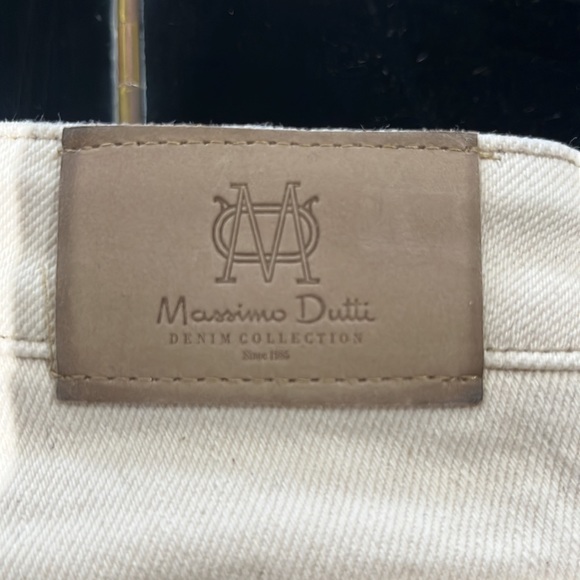 Massimo Dutti
DENIM COLLECTION
Since 1985